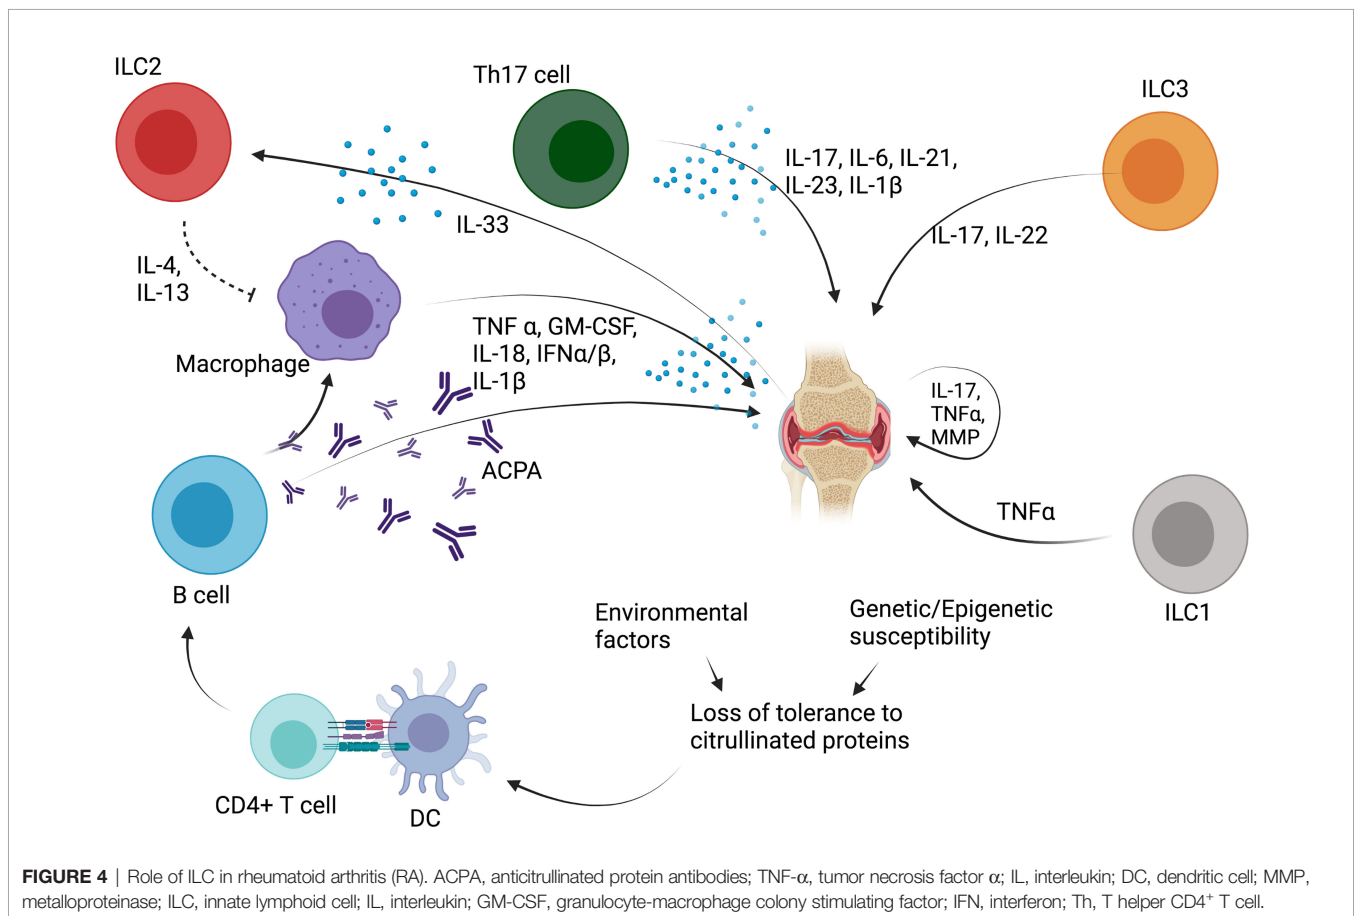 ILC2
Th17 cell
ILC3
IL-17, IL-6, IL-21,
IL-23, IL-1β
IL-33
IL-17, IL-22
IL-4,
IL-13
Macrophage
TNF α, GM-CSF,
IL-18, IFNα/β,
IL-1β
IL-17,
TNFα,
MMP
ACPA
TNFα
B cell
ILC1
Environmental
factors
Genetic/Epigenetic
susceptibility
Loss of tolerance to
citrullinated proteins
CD4+ T cell
DC
FIGURE 4 | Role of ILC in rheumatoid arthritis (RA). ACPA, anticitrullinated protein antibodies; TNF-α, tumor necrosis factor α; IL, interleukin; DC, dendritic cell; MMP,
metalloproteinase; ILC, innate lymphoid cell; IL, interleukin; GM-CSF, granulocyte-macrophage colony stimulating factor; IFN, interferon; Th, T helper CD4⁺ T cell.